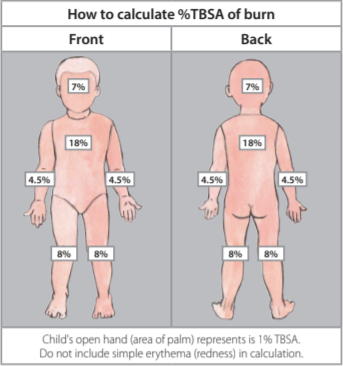 How to calculate %TBSA of burn
Front
Back
7%
7%
18%
18%
4.5%
4.5%
4.5%
4.5%
8%
8%
8%
8%
Child's open hand (area of palm) represents is 1% TBSA.
Do not include simple erythema (redness) in calculation.